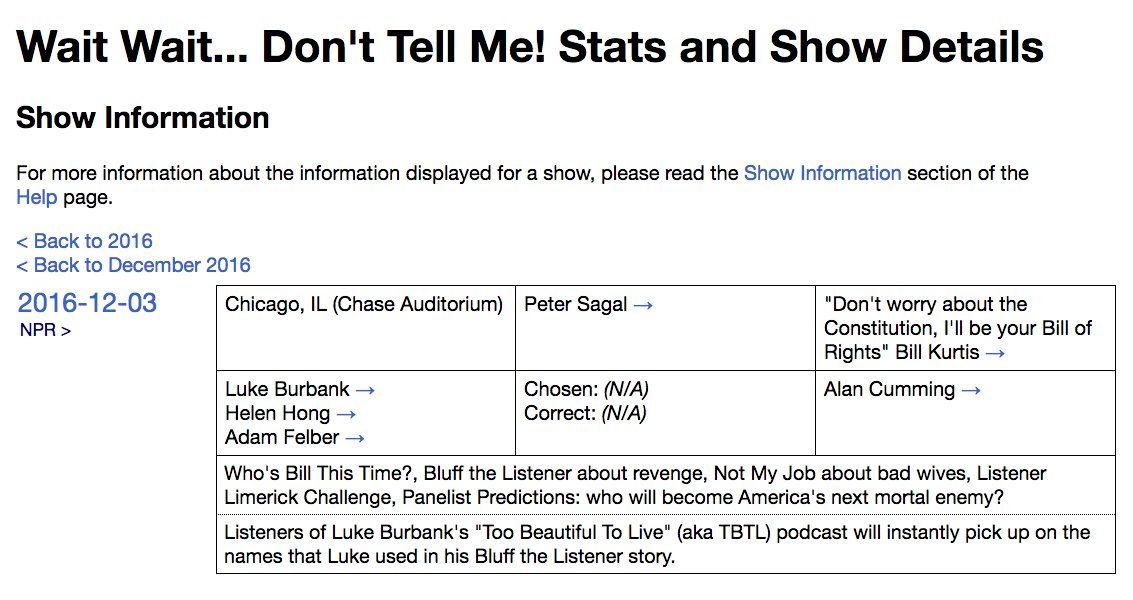 Wait Wait... Don't Tell Me! Stats and Show Details
Show Information
For more information about the information displayed for a show, please read the Show Information section of the
Help page.
< Back to 2016
< Back to December 2016
2016-12-03
NPR >
Chicago, IL (Chase Auditorium)
Peter Sagal →
"Don't worry about the
Constitution, I'll be your Bill of
Rights" Bill Kurtis →
Luke Burbank →
Helen Hong →
Adam Felber →
Chosen: (N/A)
Correct: (N/A)
Alan Cumming →
Who's Bill This Time?, Bluff the Listener about revenge, Not My Job about bad wives, Listener
Limerick Challenge, Panelist Predictions: who will become America's next mortal enemy?
Listeners of Luke Burbank's "Too Beautiful To Live" (aka TBTL) podcast will instantly pick up on the
names that Luke used in his Bluff the Listener story.